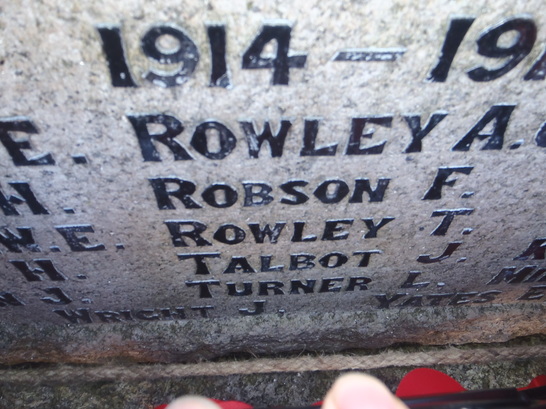 1914 — 19
E. ROWLEY A.
H. ROBSON F.
W.E. ROWLEY T.
H. TALBOT J.
J. TURNER L.
WRIGHT J. YATES